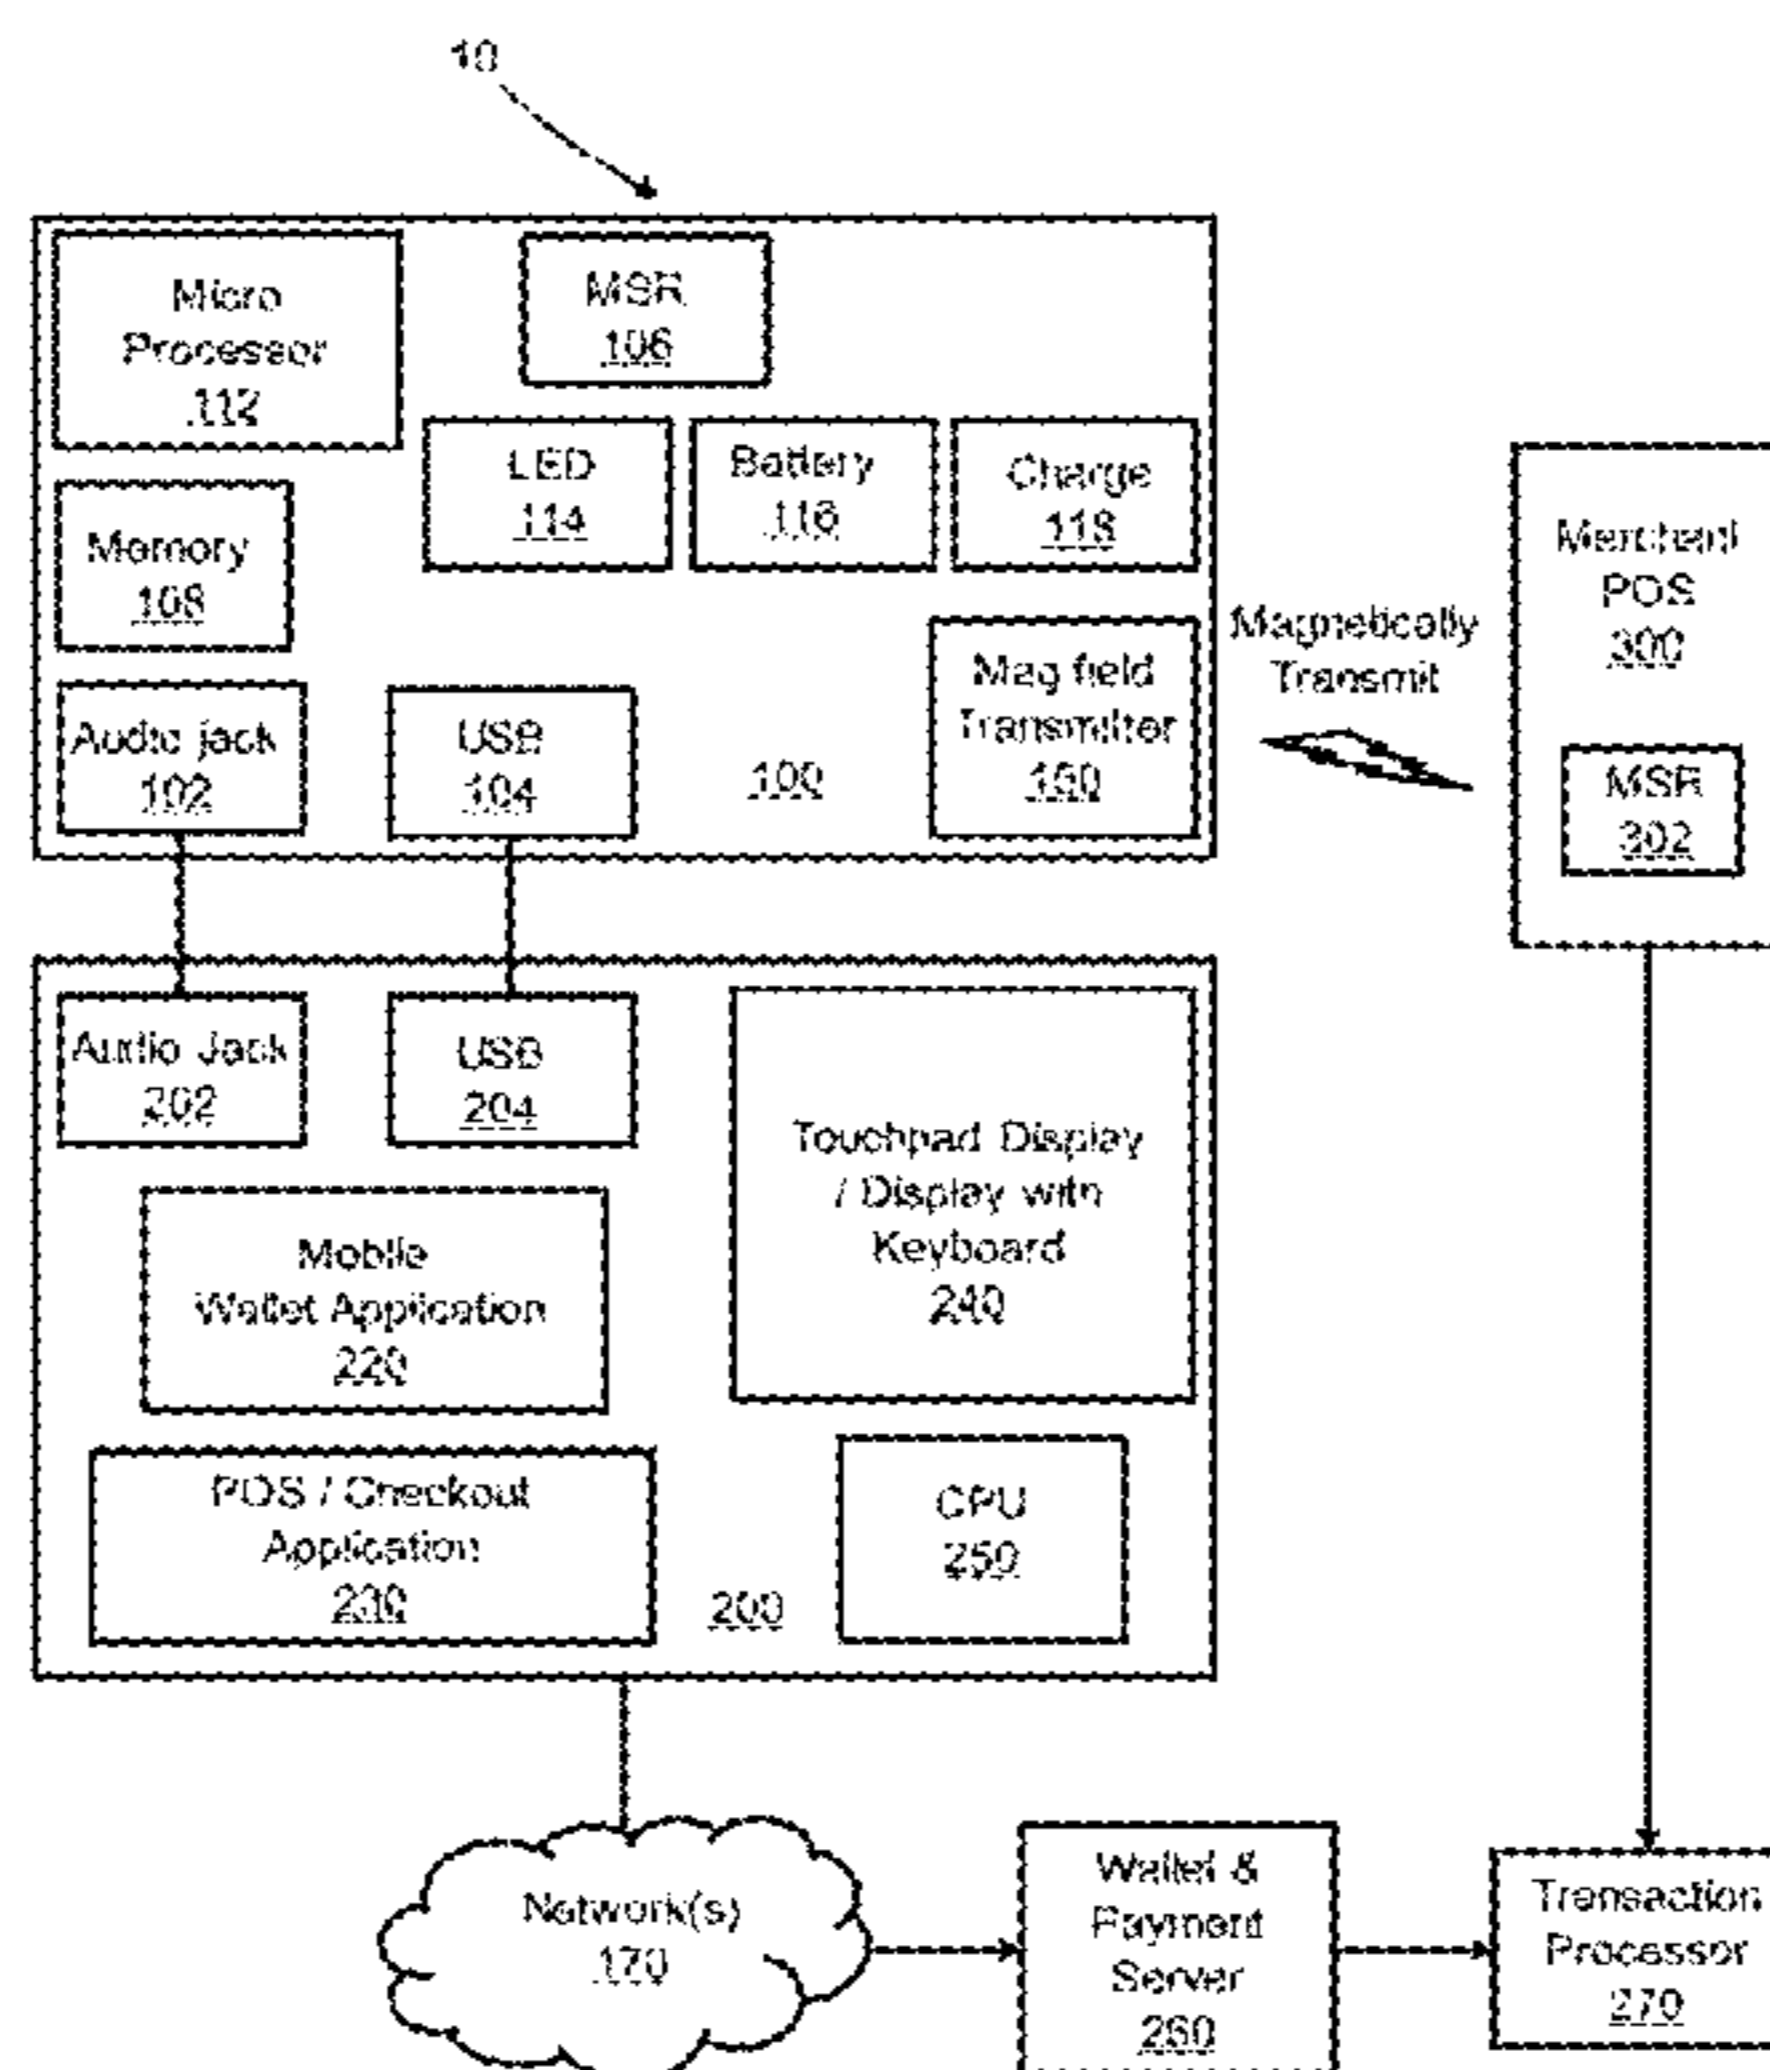 10
Micro
Processor
112
MSR
106
LED
114
Battery
116
Charge
118
Memory
108
Audio jack
102
USB
104
100
Mag field
Transmitter
150
Magnetically
Transmit
Merchant
POS
300
MSR
302
Audio Jack
202
USB
204
Touchpad Display
/ Display with
Keyboard
240
Mobile
Wallet Application
220
POS / Checkout
Application
230
200
CPU
250
Network(s)
170
Wallet &
Payment
Server
260
Transaction
Processor
270